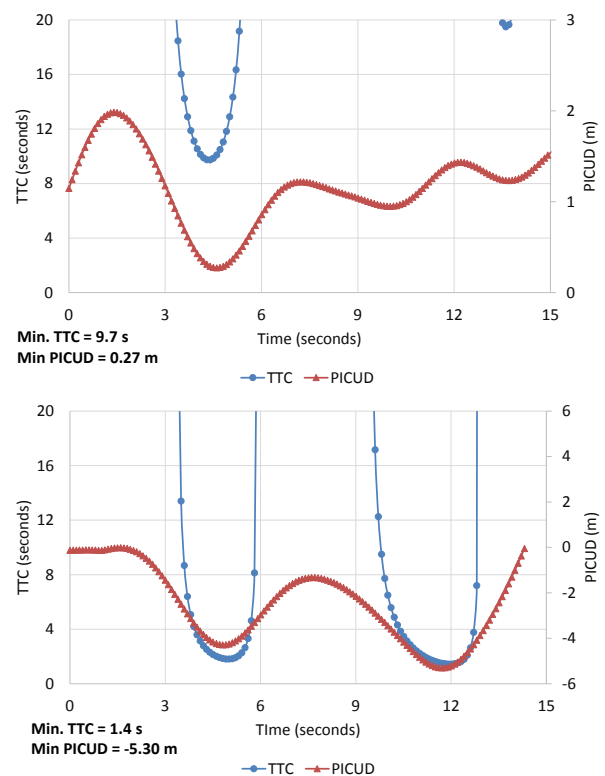 20
16
12
8
4
0
TTC (seconds)
3
2
1
0
PICUD (m)
0
3
6
9
12
15
Time (seconds)
Min. TTC = 9.7 s
Min PICUD = 0.27 m
TTC
PICUD
20
16
12
8
4
0
TTC (seconds)
6
4
2
0
-2
-4
-6
PICUD (m)
0
3
6
9
12
15
TIme (seconds)
Min. TTC = 1.4 s
Min PICUD = -5.30 m
TTC
PICUD